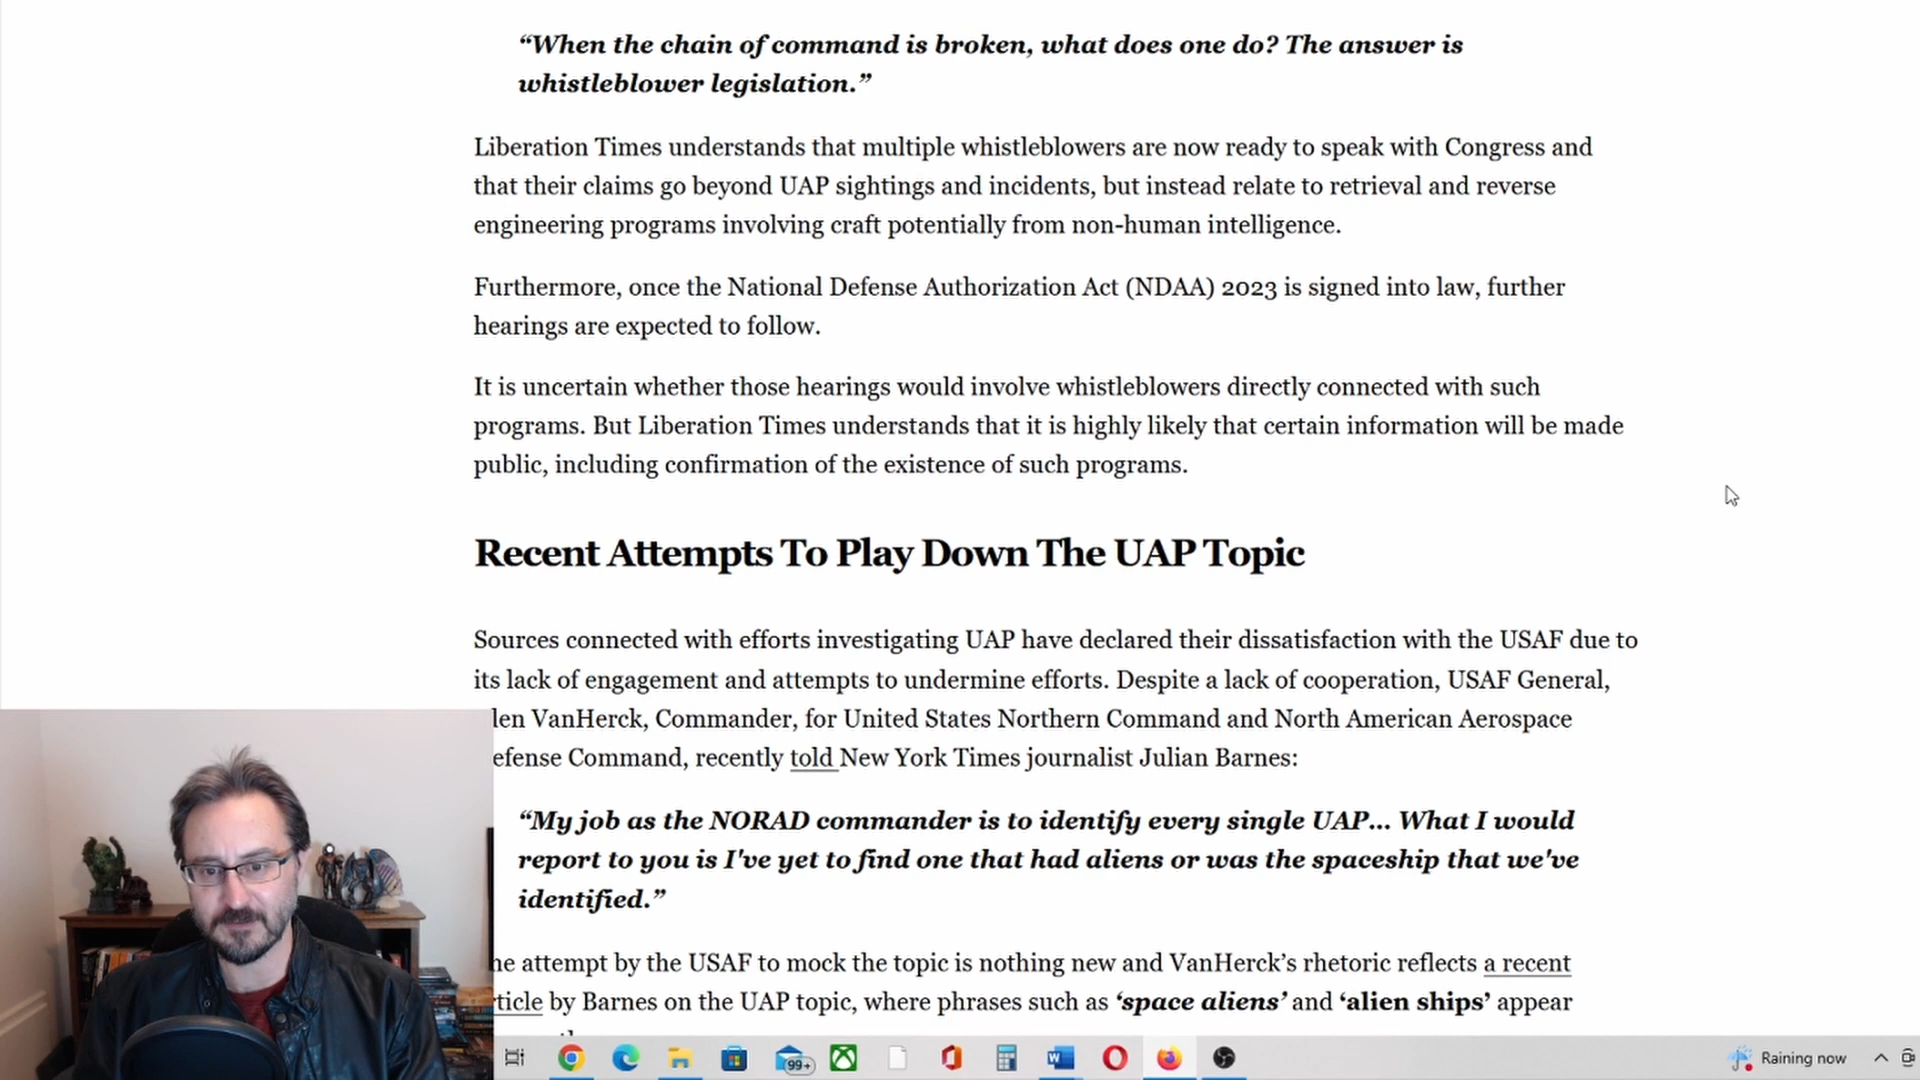 “When the chain of command is broken, what does one do? The answer is
whistleblower legislation.”
Liberation Times understands that multiple whistleblowers are now ready to speak with Congress and
that their claims go beyond UAP sightings and incidents, but instead relate to retrieval and reverse
engineering programs involving craft potentially from non-human intelligence.
Furthermore, once the National Defense Authorization Act (NDAA) 2023 is signed into law, further
hearings are expected to follow.
It is uncertain whether those hearings would involve whistleblowers directly connected with such
programs. But Liberation Times understands that it is highly likely that certain information will be made
public, including confirmation of the existence of such programs.
Recent Attempts To Play Down The UAP Topic
Sources connected with efforts investigating UAP have declared their dissatisfaction with the USAF due to
its lack of engagement and attempts to undermine efforts. Despite a lack of cooperation, USAF General,
len VanHerck, Commander, for United States Northern Command and North American Aerospace
efense Command, recently told New York Times journalist Julian Barnes:
“My job as the NORAD commander is to identify every single UAP... What I would
report to you is I've yet to find one that had aliens or was the spaceship that we've
identified.”
he attempt by the USAF to mock the topic is nothing new and VanHerck’s rhetoric reflects a recent
ticle by Barnes on the UAP topic, where phrases such as ‘space aliens’ and ‘alien ships’ appear
99+
Raining now